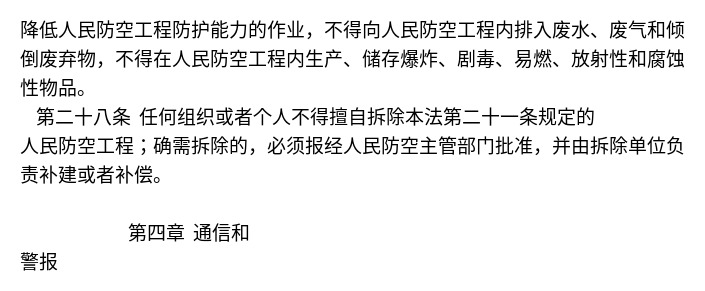 降低人民防空工程防护能力的作业，不得向人民防空工程内排入废水、废气和倾
倒废弃物，不得在人民防空工程内生产、储存爆炸、剧毒、易燃、放射性和腐蚀
性物品。
第二十八条 任何组织或者个人不得擅自拆除本法第二十一条规定的
人民防空工程；确需拆除的，必须报经人民防空主管部门批准，并由拆除单位负
责补建或者补偿。
第四章 通信和
警报